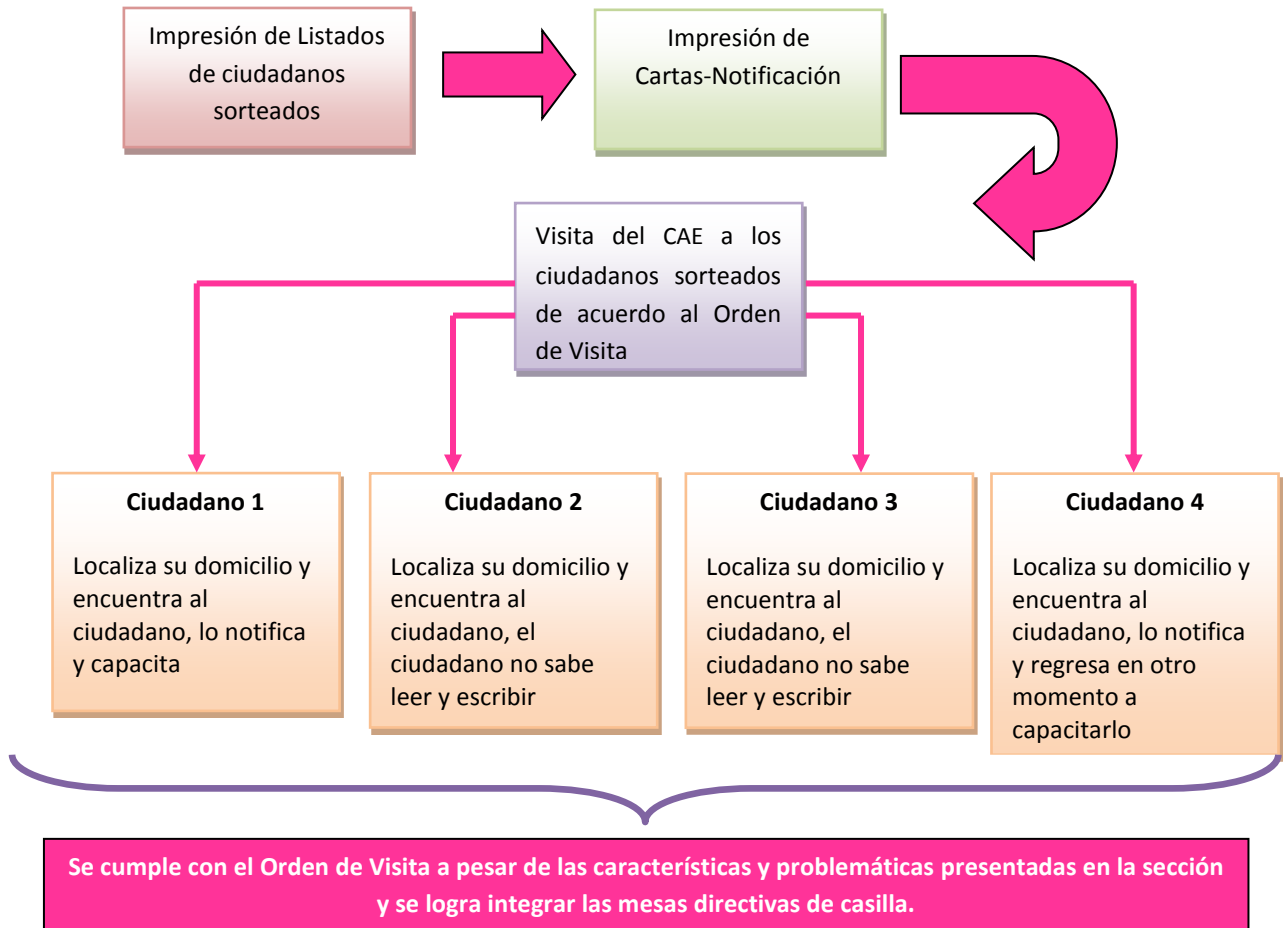 Impresión de Listados
de ciudadanos
sorteados
Impresión de
Cartas-Notificación
Visita del CAE a los
ciudadanos sorteados
de acuerdo al Orden
de Visita
Ciudadano 1
Localiza su domicilio y
encuentra al
ciudadano, lo notifica
y capacita
Ciudadano 2
Localiza su domicilio y
encuentra al
ciudadano, el
ciudadano no sabe
leer y escribir
Ciudadano 3
Localiza su domicilio y
encuentra al
ciudadano, el
ciudadano no sabe
leer y escribir
Ciudadano 4
Localiza su domicilio y
encuentra al
ciudadano, lo notifica
y regresa en otro
momento a
capacitarlo
Se cumple con el Orden de Visita a pesar de las características y problemáticas presentadas en la sección
y se logra integrar las mesas directivas de casilla.